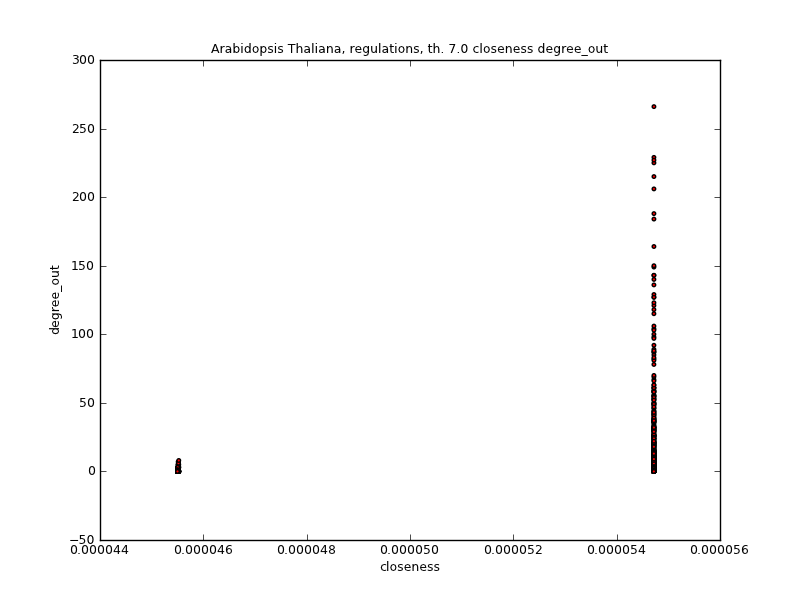 Arabidopsis Thaliana, regulations, th. 7.0 closeness degree_out
300
250
200
150
100
50
0
−50
degree_out
0.000044 0.000046 0.000048 0.000050 0.000052 0.000054 0.000056
closeness